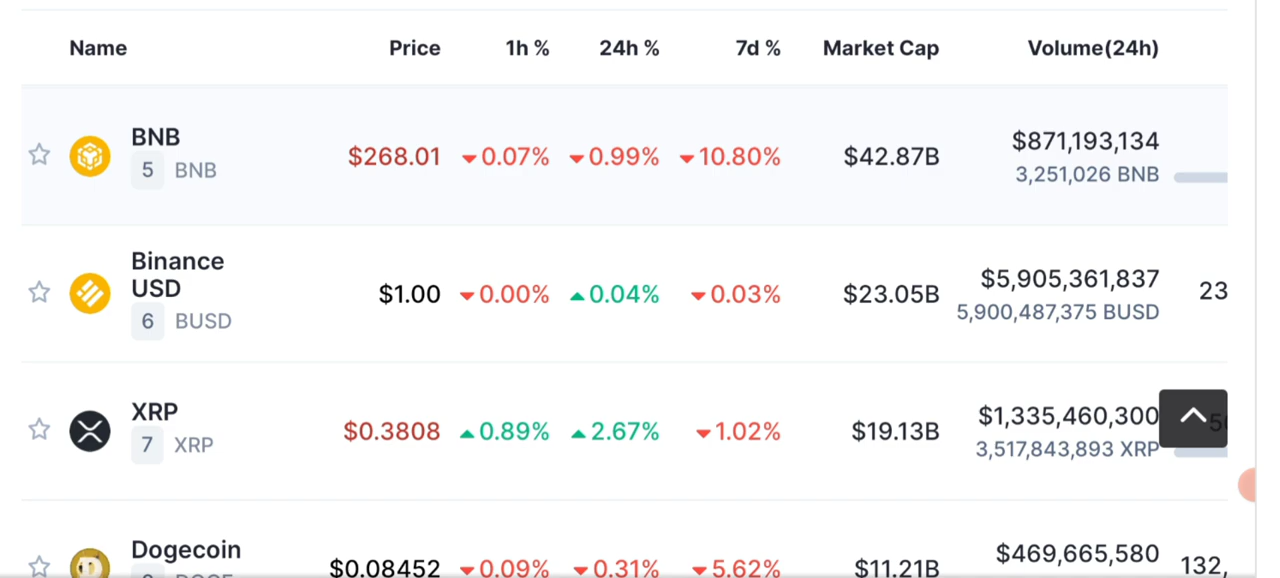 Name Price 1h % 24h % 7d % Market Cap Volume(24h)
BNB
5 BNB
$268.01 0.07% 0.99% 10.80% $42.87B $871,193,134
3,251,026 BNB
Binance
USD
6 BUSD
$1.00 0.00% 0.04% 0.03% $23.05B $5,905,361,837
5,900,487,375 BUSD
23
XRP
7 XRP
$0.3808 0.89% 2.67% 1.02% $19.13B $1,335,460,300
3,517,843,893 XRP
Dogecoin
$0.08452 0.09% 0.31% 5.62% $11.21B $469,665,580
132,